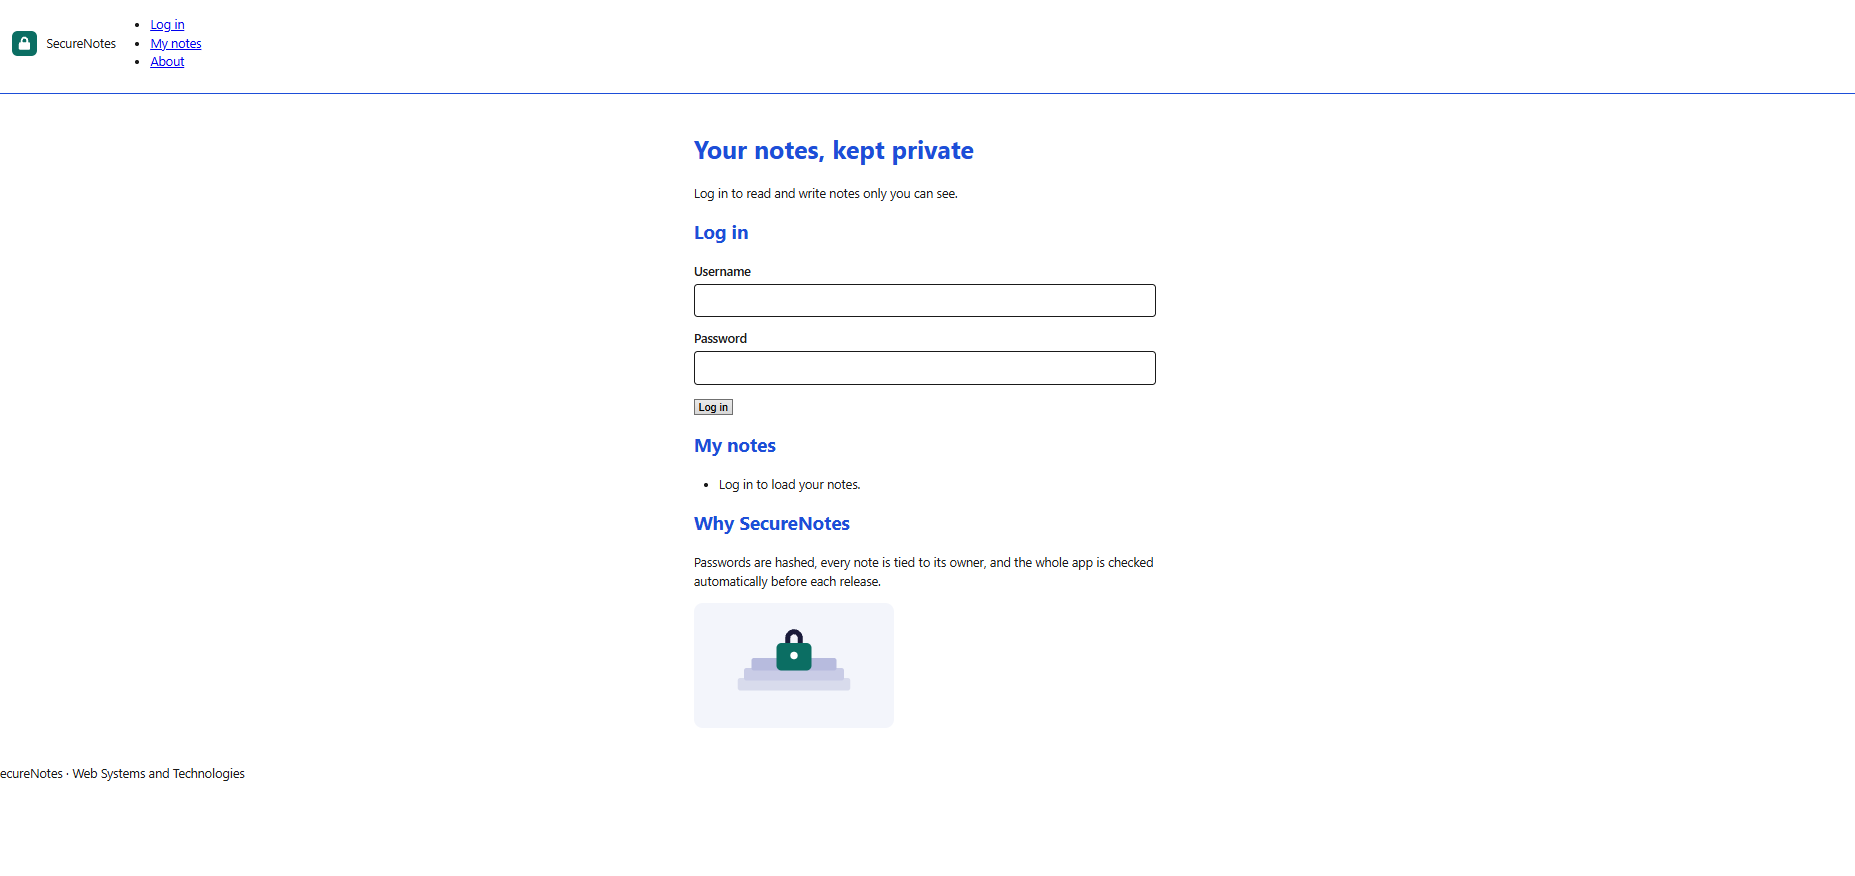 SecureNotes
Log in
My notes
About
Your notes, kept private
Log in to read and write notes only you can see.
Log in
Username
Password
Log in
My notes
Log in to load your notes.
Why SecureNotes
Passwords are hashed, every note is tied to its owner, and the whole app is checked
automatically before each release.
ecureNotes · Web Systems and Technologies